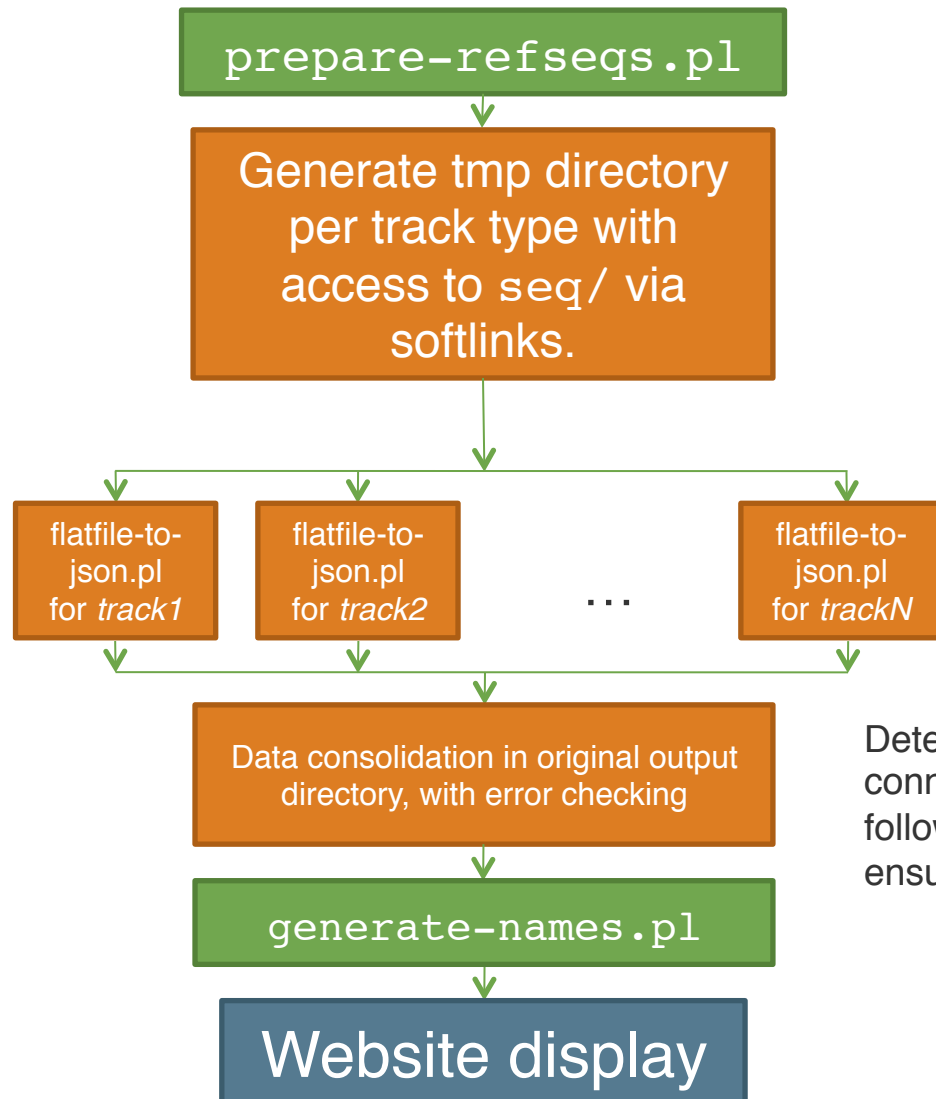 prepare-refseqs.pl
Generate tmp directory
per track type with
access to seq/ via
softlinks.
flatfile-to-
json.pl
for track1
flatfile-to-
json.pl
for track2
...
flatfile-to-
json.pl
for trackN
Data consolidation in original output
directory, with error checking
generate-names.pl
Website display